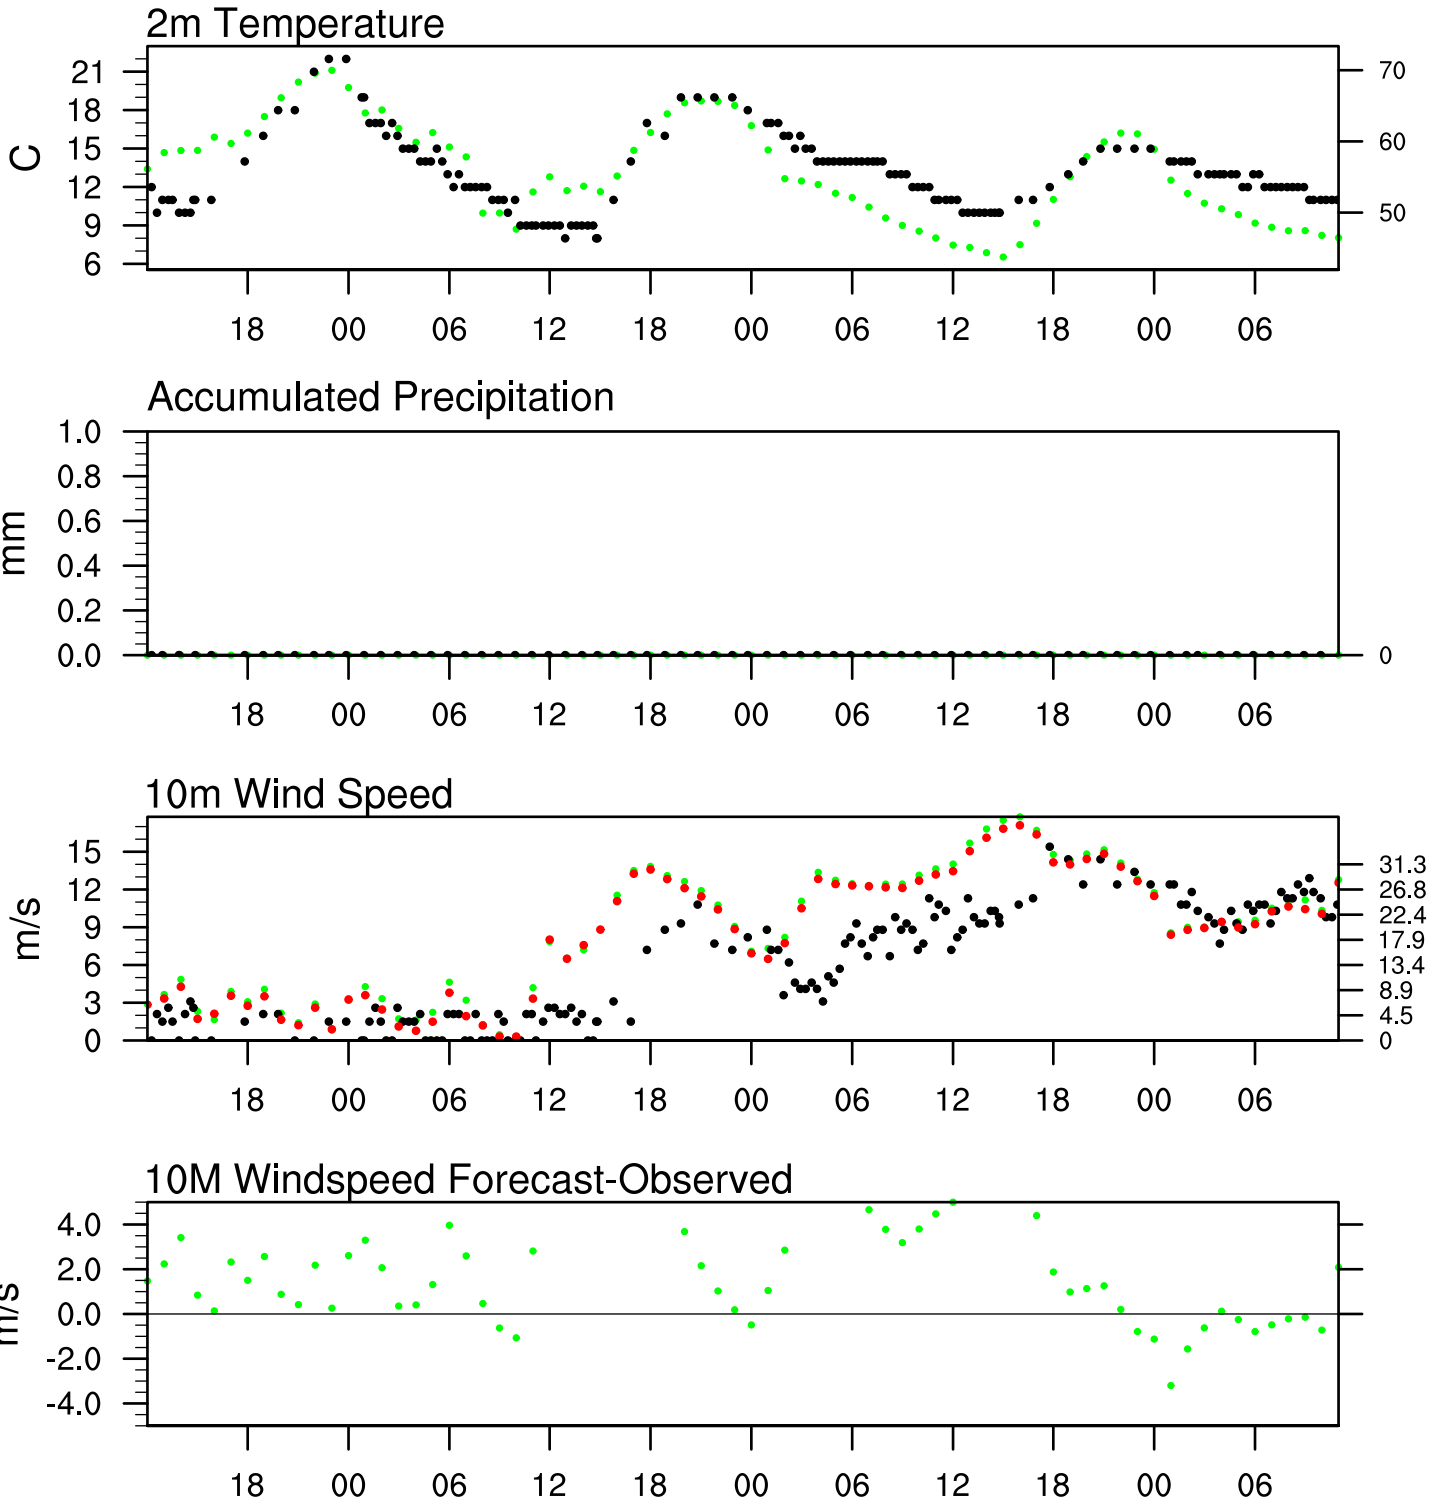 2m Temperature
C
21
18
15
12
9
6
70
60
50
18 00 06 12 18 00 06 12 18 00 06
Accumulated Precipitation
mm
1.0
0.8
0.6
0.4
0.2
0.0
0
18 00 06 12 18 00 06 12 18 00 06
10m Wind Speed
m/s
15
12
9
6
3
0
31.3
26.8
22.4
17.9
13.4
8.9
4.5
0
18 00 06 12 18 00 06 12 18 00 06
10M Windspeed Forecast-Observed
m/s
4.0
2.0
0.0
-2.0
-4.0
18 00 06 12 18 00 06 12 18 00 06